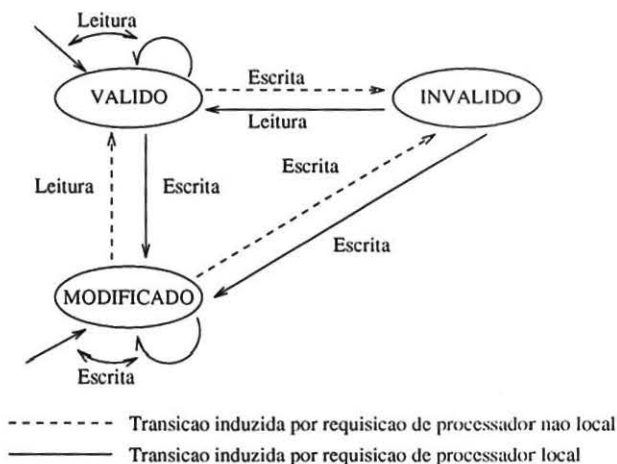 Leitura
Escrita
VALIDO
INVALIDO
Leitura
Escrita
Leitura
Escrita
Escrita
MODIFICADO
Escrita
Transicao induzida por requisicao de processador nao local
Transicao induzida por requisicao de processador local